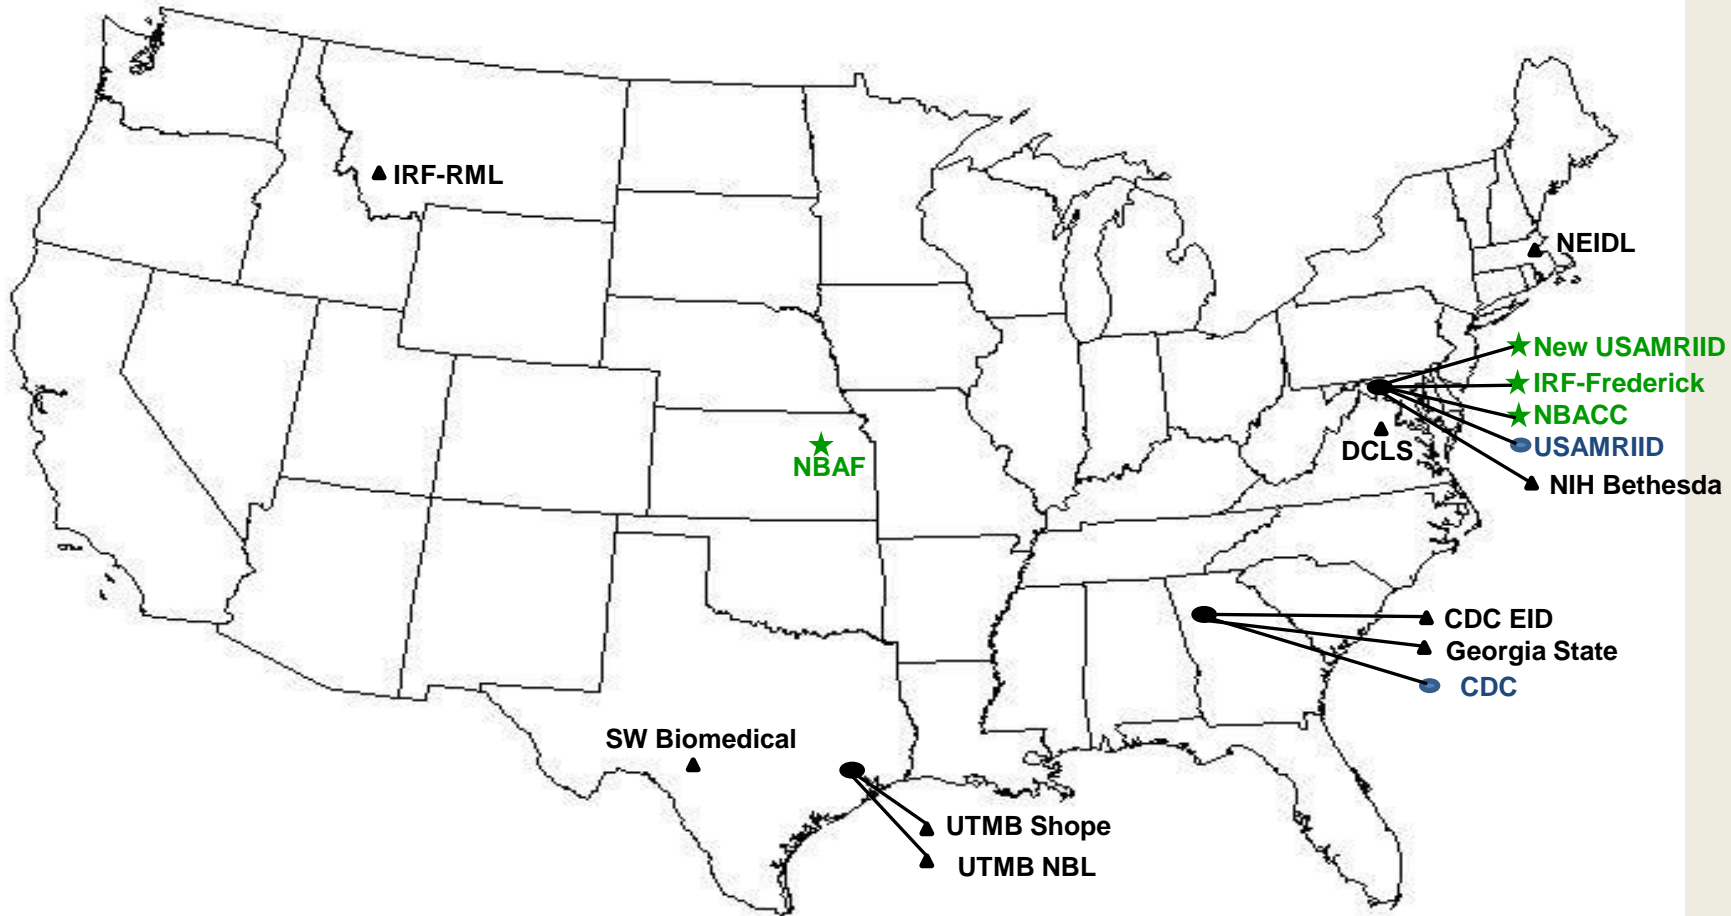 IRF-RML
NEIDL
New USAMRIID
IRF-Frederick
NBACC
USAMRIID
DCLS
NBAF
NIH Bethesda
CDC EID
Georgia State
CDC
SW Biomedical
UTMB Shope
UTMB NBL